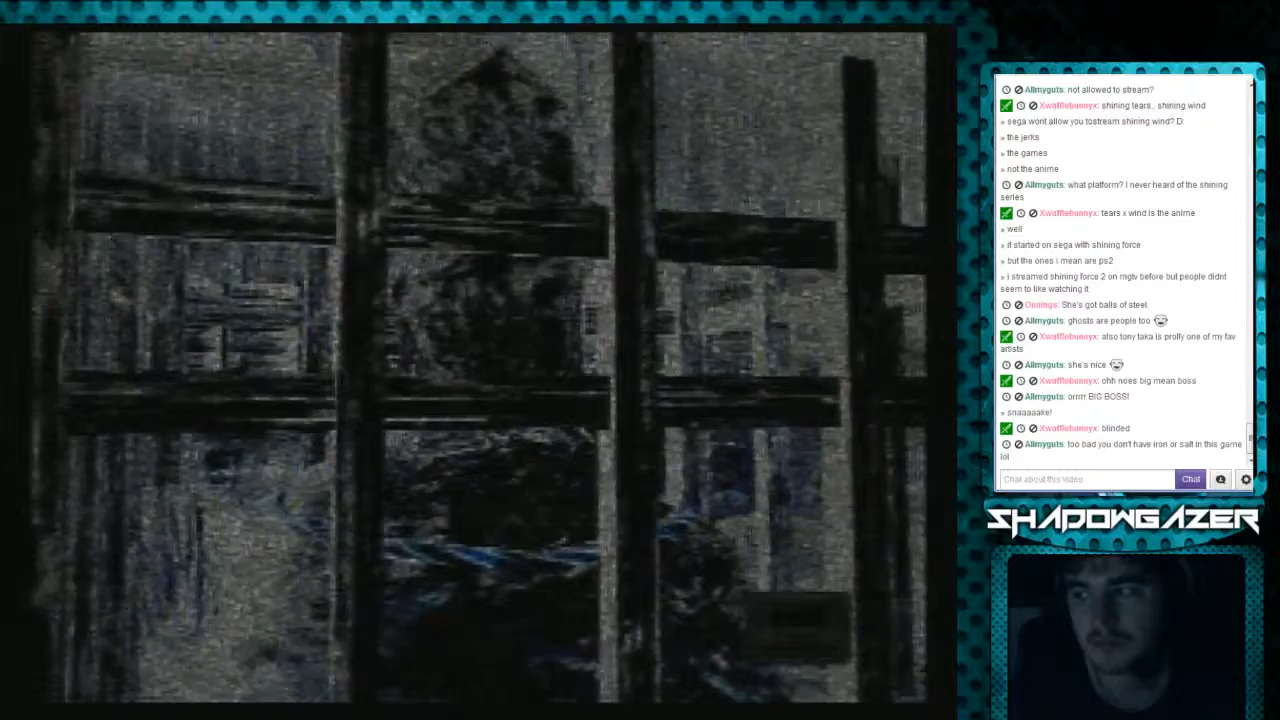 Allmyguts: not allowed to stream?
Xwafflebunnyx: shining tears.. shining wind
» sega wont allow you tostream shining wind? D:
» the jerks
» the games
» not the anime
Allmyguts: what platform? I never heard of the shining
series
Xwafflebunnyx: tears x wind is the anime
» well
» it started on sega with shining force
» but the ones i mean are ps2
» i streamed shining force 2 on mgtv before but people didnt
seem to like watching it
Onnings: She's got balls of steel.
Allmyguts: ghosts are people too
Xwafflebunnyx: also tony taka is prolly one of my fav
artists
Allmyguts: she's nice
Xwafflebunnyx: ohh noes big mean boss
Allmyguts: orrrr BIG BOSS!
» snaaaaake!
Xwafflebunnyx: blinded
Allmyguts: too bad you don't have iron or salt in this game
lol
Chat about this video
Chat
SHADOWGAZER